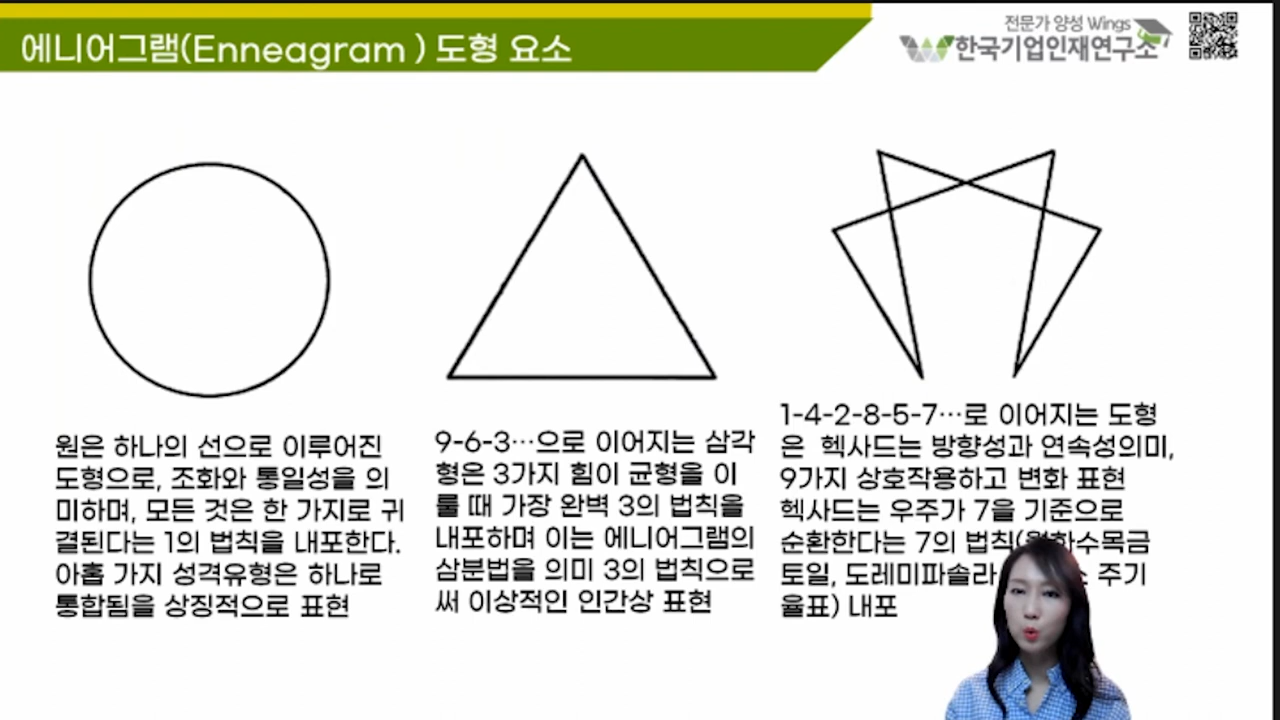 에니어그램(Enneagram ) 도형 요소
전문가 양성 Wings
한국기업인재연구소
원은 하나의 선으로 이루어진
도형으로, 조화와 통일성을 의
미하며, 모든 것은 한 가지로 귀
결된다는 1의 법칙을 내포한다.
아홉 가지 성격유형은 하나로
통합됨을 상징적으로 표현
9-6-3…으로 이어지는 삼각
형은 3가지 힘이 균형을 이
룰 때 가장 완벽 3의 법칙을
내포하며 이는 에니어그램의
삼분법을 의미 3의 법칙으로
써 이상적인 인간상 표현
1-4-2-8-5-7…로 이어지는 도형
은 헥사드는 방향성과 연속성의미,
9가지 상호작용하고 변화 표현
헥사드는 우주가 7을 기준으로
순환한다는 7의 법칙(월화수목금
토일, 도레미파솔라 주기
율표) 내포